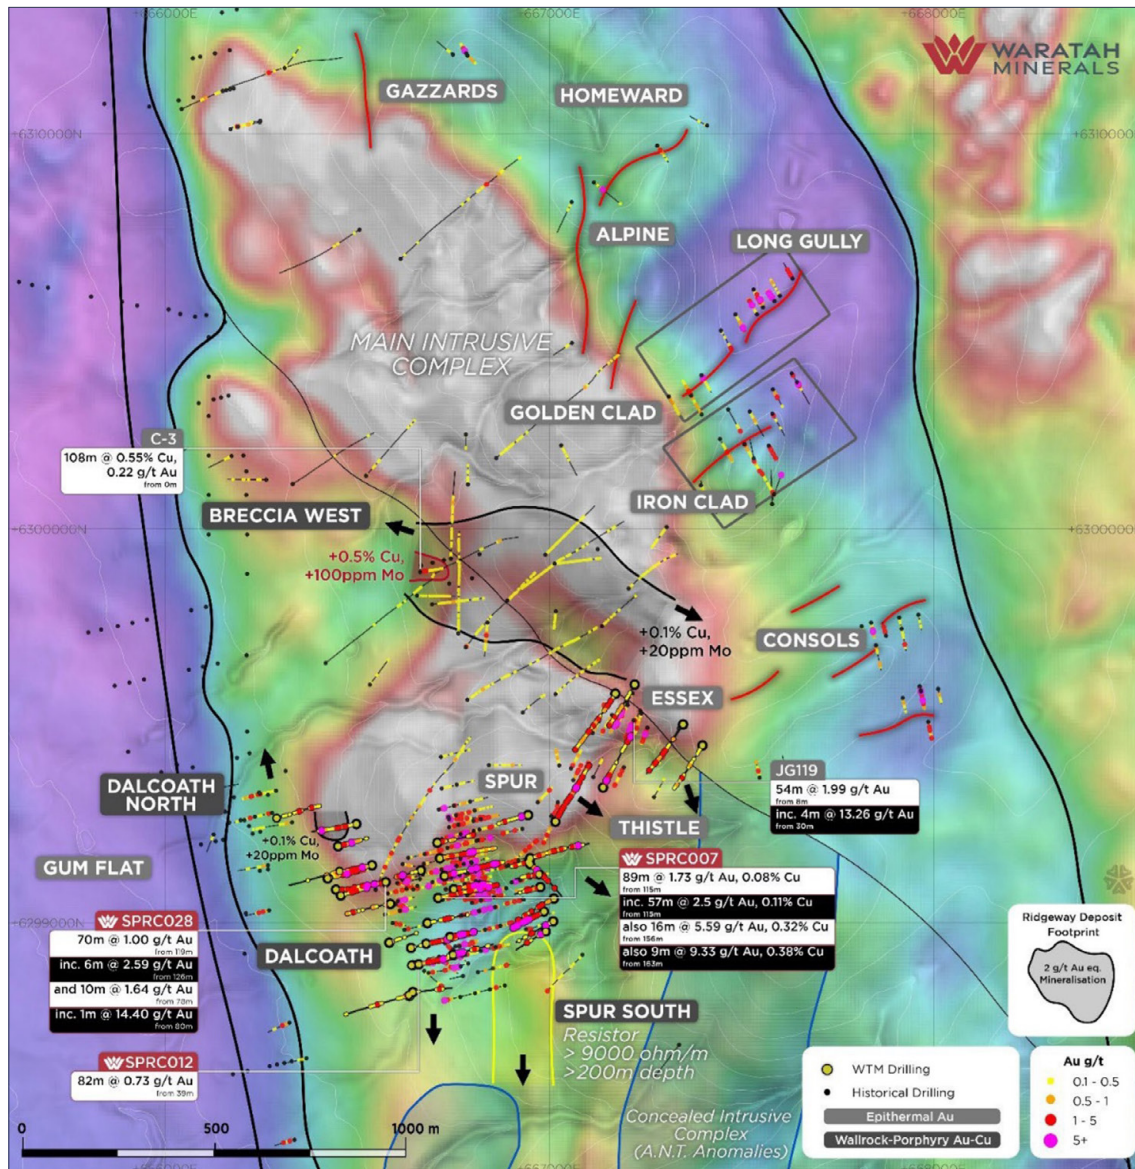 +666000E
+667000E
+668000E
WARATAH
MINERALS
GAZZARDS
HOMEWARD
+6310000N
+6310000N
ALPINE
LONG GULLY
MAIN INTRUSIVE
COMPLEX
GOLDEN CLAD
C-3
108m @ 0.55% Cu,
0.22 g/t Au
from 0m
IRON CLAD
BRECCIA WEST
+6300000N
+6300000N
+0.5% Cu,
+100ppm Mo
+0.1% Cu,
+20ppm Mo
CONSOLS
ESSEX
JG119
54m @ 1.99 g/t Au
from 8m
inc. 4m @ 13.26 g/t Au
from 30m
SPUR
DALCOATH
NORTH
THISTLE
+0.1% Cu,
+20ppm Mo
GUM FLAT
SPRC007
89m @ 1.73 g/t Au, 0.08% Cu
from 115m
inc. 57m @ 2.5 g/t Au, 0.11% Cu
from 115m
also 16m @ 5.59 g/t Au, 0.32% Cu
from 156m
also 9m @ 9.33 g/t Au, 0.38% Cu
from 163m
SPRC028
70m @ 1.00 g/t Au
from 119m
inc. 6m @ 2.59 g/t Au
from 126m
and 10m @ 1.64 g/t Au
from 78m
inc. 1m @ 14.40 g/t Au
from 80m
+6299000N
DALCOATH
Ridgeway Deposit
Footprint
2 g/t Au eq.
Mineralisation
SPUR SOUTH
Resistor
> 9000 ohm/m
>200m depth
SPRC012
82m @ 0.73 g/t Au
from 39m
Concealed Intrusive
Complex
(A.N.T. Anomalies)
WTM Drilling
Historical Drilling
Epithermal Au
Wallrock-Porphyry Au-Cu
Au g/t
0.1 - 0.5
0.5 - 1
1 - 5
5+
0
500
1000 m
+666000E
+667000E
+668000E